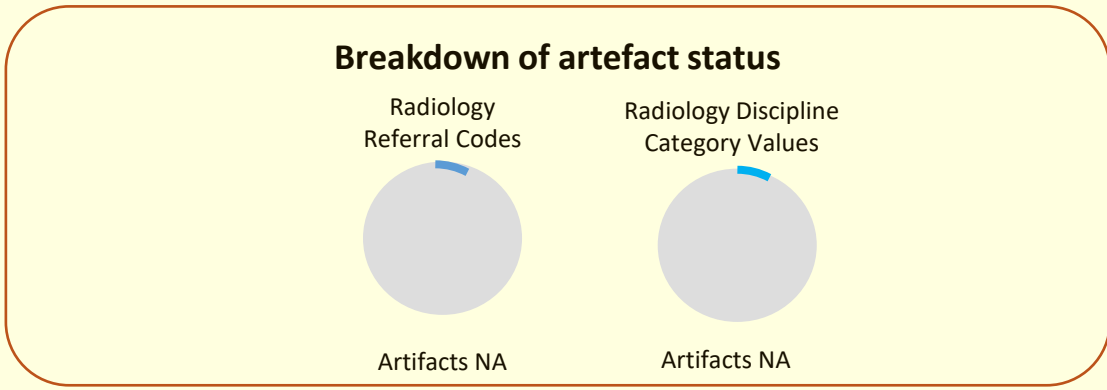 Breakdown of artefact status
Radiology
Referral Codes
Radiology Discipline
Category Values
Artifacts NA
Artifacts NA